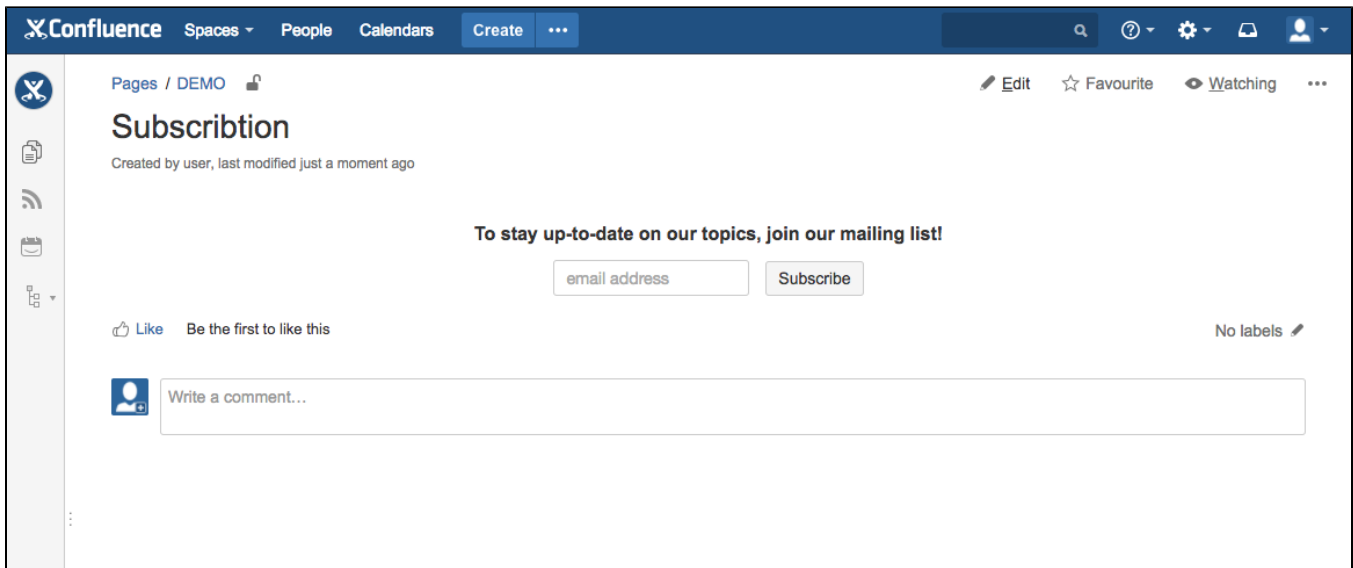 Confluence Spaces People Calendars Create •••
Pages / DEMO Edit Favourite Watching •••
Subscribtion
Created by user, last modified just a moment ago
To stay up-to-date on our topics, join our mailing list!
email address Subscribe
Like Be the first to like this No labels
Write a comment…